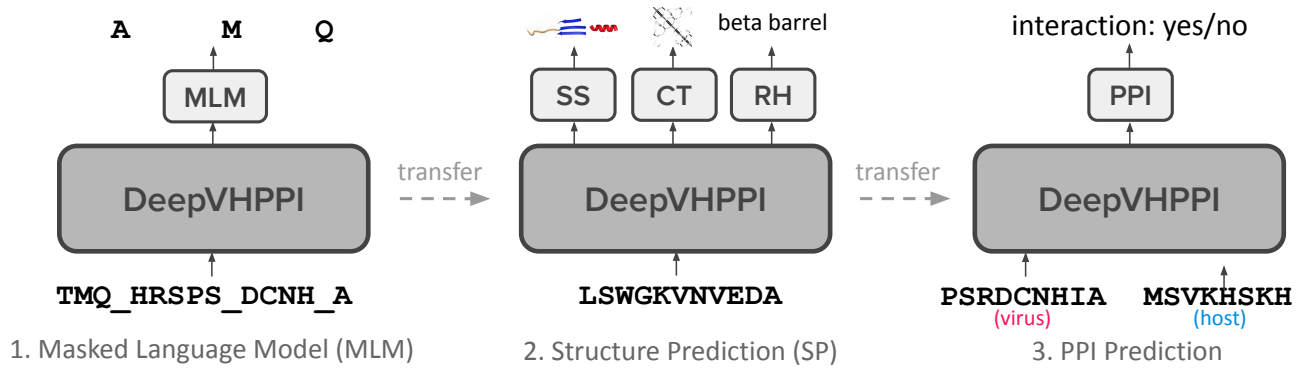 A M Q
MLM
DeepVHPPI
TMQ_HRSPS_DCNH_A
1. Masked Language Model (MLM)
transfer
beta barrel
SS CT RH
DeepVHPPI
LSWGKVNVEDA
2. Structure Prediction (SP)
transfer
interaction: yes/no
PPI
DeepVHPPI
PSRDCNHIA MSVKHSKH
(virus) (host)
3. PPI Prediction